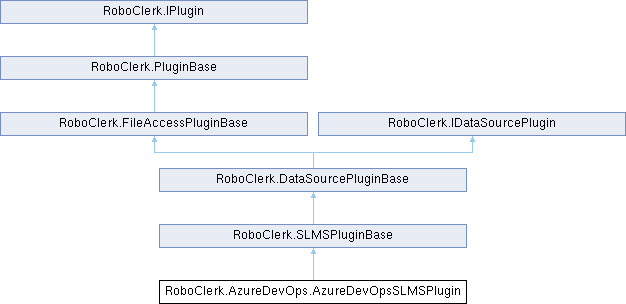 RoboClerk.IPlugin
RoboClerk.PluginBase
RoboClerk.FileAccessPluginBase
RoboClerk.IDataSourcePlugin
RoboClerk.DataSourcePluginBase
RoboClerk.SLMSPluginBase
RoboClerk.AzureDevOps.AzureDevOpsSLMSPlugin